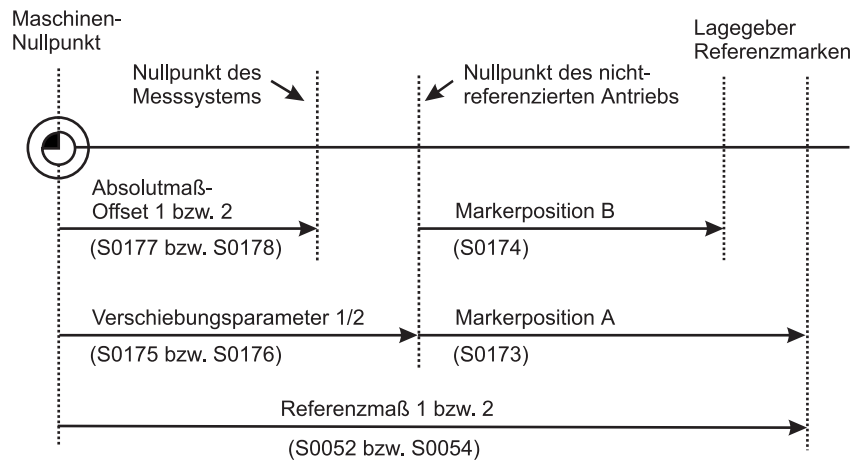 Maschinen-
Nullpunkt
Lagegeber
Referenzmarken
Nullpunkt des
Messsystems
Nullpunkt des nicht-
referenzierten Antriebs
Absolutmaß-
Offset 1 bzw. 2
(S0177 bzw. S0178)
Markerposition B
(S0174)
Verschiebungsparameter 1/2
(S0175 bzw. S0176)
Markerposition A
(S0173)
Referenzmaß 1 bzw. 2
(S0052 bzw. S0054)